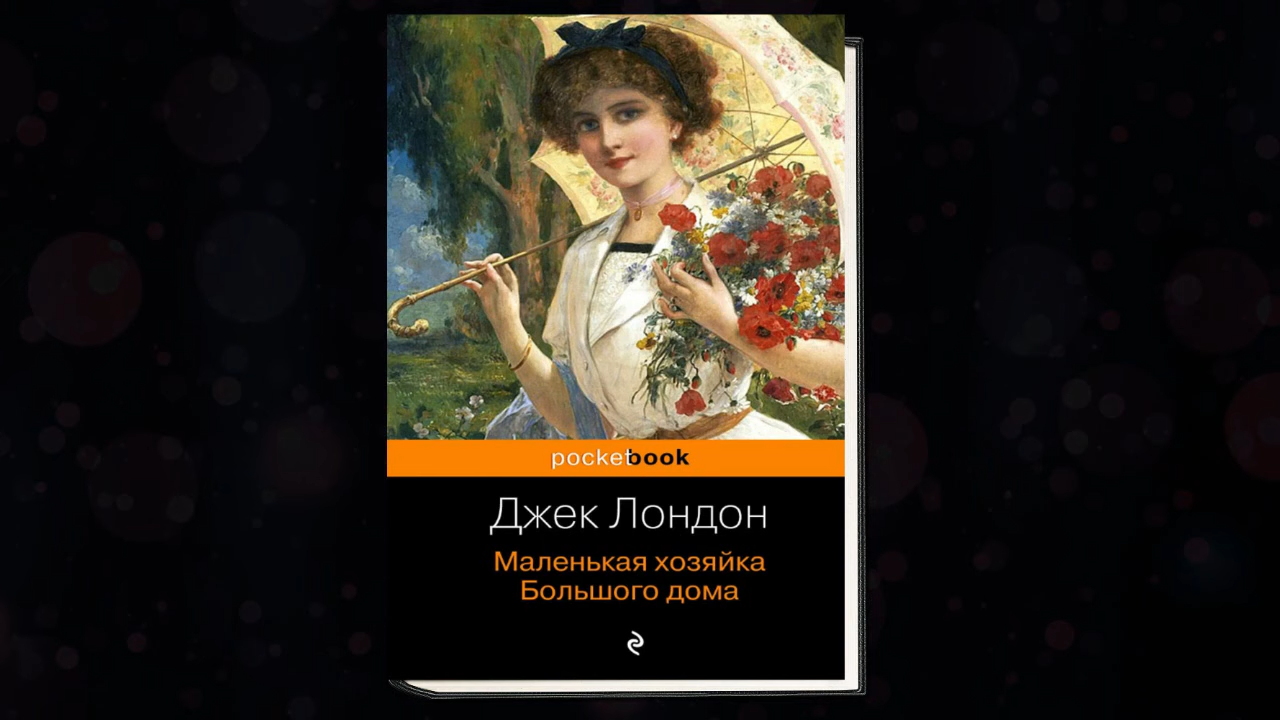 pocketbook
Джек Лондон
Маленькая хозяйка
Большого дома